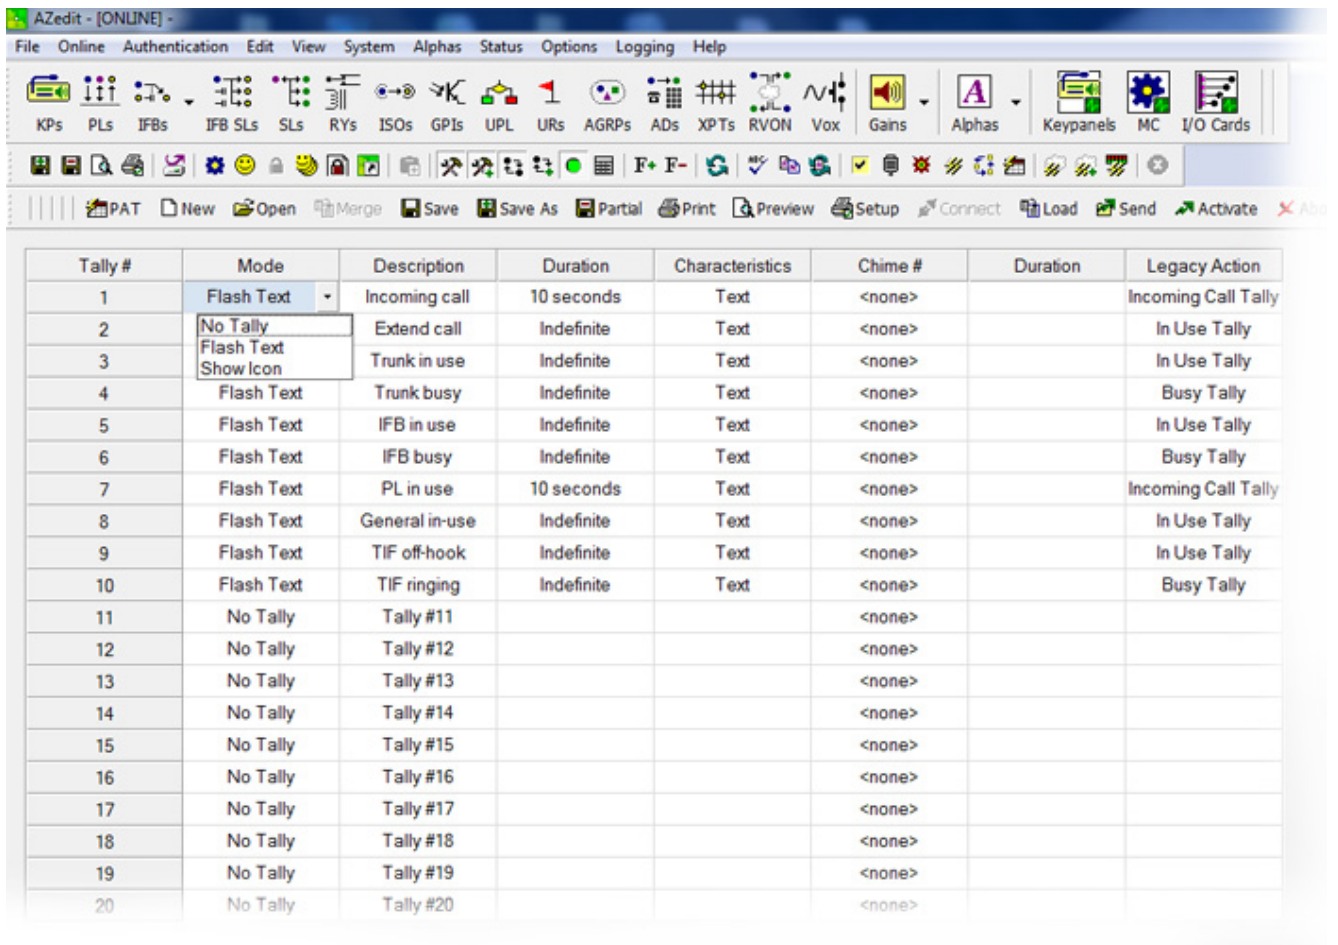 AZedit - [ONLINE] -
File Online Authentication Edit View System Alphas Status Options Logging Help
KPs PLs IFBs IFB SLs SLs RYs ISOs GPIs UPL URs AGRPs ADs XPTs RVON Vox Gains Alphas Keypanels MC I/O Cards
F+ F-
PAT New Open Merge Save Save As Partial Print Preview Setup Connect Load Send Activate
Tally # Mode Description Duration Characteristics Chime # Duration Legacy Action
1 Flash Text Incoming call 10 seconds Text <none> Incoming Call Tally
2 No Tally Extend call Indefinite Text <none> In Use Tally
Flash Text
3 Show Icon Trunk in use Indefinite Text <none> In Use Tally
4 Flash Text Trunk busy Indefinite Text <none> Busy Tally
5 Flash Text IFB in use Indefinite Text <none> In Use Tally
6 Flash Text IFB busy Indefinite Text <none> Busy Tally
7 Flash Text PL in use 10 seconds Text <none> Incoming Call Tally
8 Flash Text General in-use Indefinite Text <none> In Use Tally
9 Flash Text TIF off-hook Indefinite Text <none> In Use Tally
10 Flash Text TIF ringing Indefinite Text <none> Busy Tally
11 No Tally Tally #11 <none>
12 No Tally Tally #12 <none>
13 No Tally Tally #13 <none>
14 No Tally Tally #14 <none>
15 No Tally Tally #15 <none>
16 No Tally Tally #16 <none>
17 No Tally Tally #17 <none>
18 No Tally Tally #18 <none>
19 No Tally Tally #19 <none>
20 No Tally Tally #20 <none>